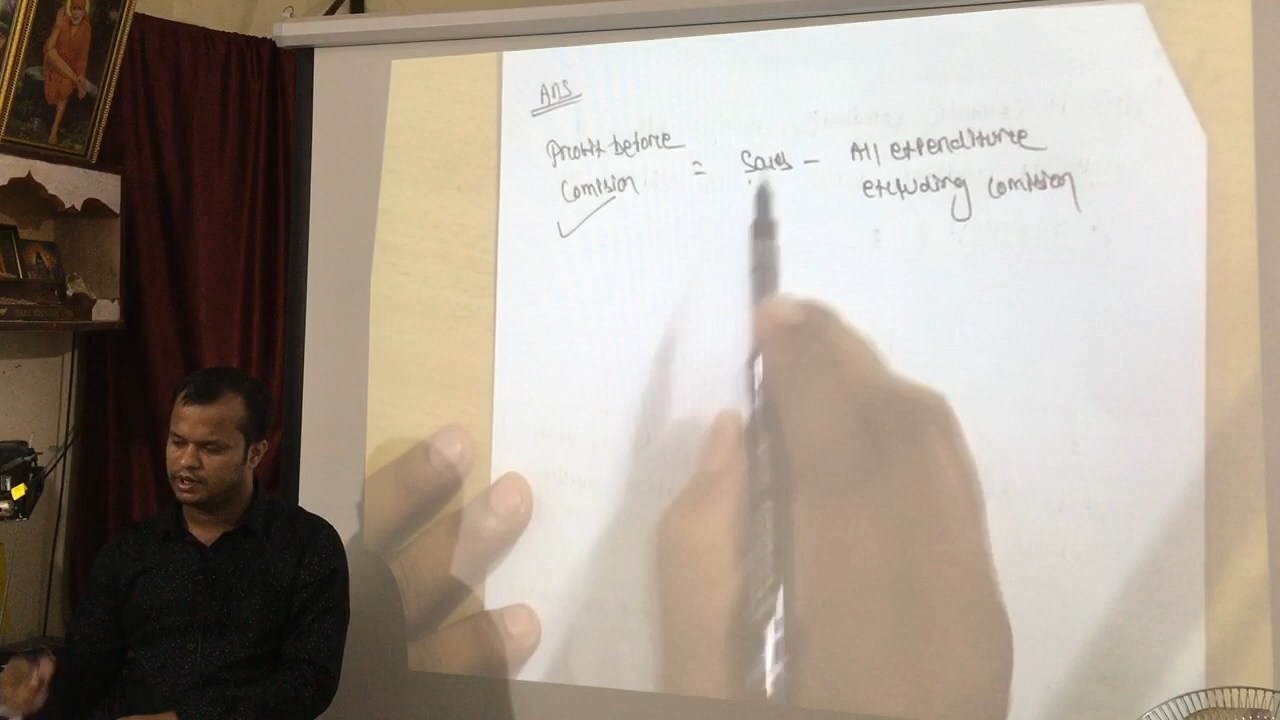 Ans
Profit before = Sales - All expenditure
Comision excluding Comision